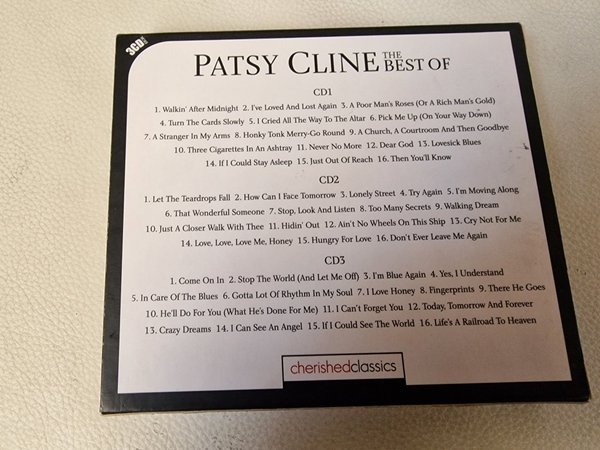 3CD SET
PATSY CLINE THE BEST OF
CD1
1. Walkin' After Midnight 2. I've Loved And Lost Again 3. A Poor Man's Roses (Or A Rich Man's Gold)
4. Turn The Cards Slowly 5. I Cried All The Way To The Altar 6. Pick Me Up (On Your Way Down)
7. A Stranger In My Arms 8. Honky Tonk Merry-Go Round 9. A Church, A Courtroom And Then Goodbye
10. Three Cigarettes In An Ashtray 11. Never No More 12. Dear God 13. Lovesick Blues
14. If I Could Stay Asleep 15. Just Out Of Reach 16. Then You'll Know
CD2
1. Let The Teardrops Fall 2. How Can I Face Tomorrow 3. Lonely Street 4. Try Again 5. I'm Moving Along
6. That Wonderful Someone 7. Stop, Look And Listen 8. Too Many Secrets 9. Walking Dream
10. Just A Closer Walk With Thee 11. Hidin' Out 12. Ain't No Wheels On This Ship 13. Cry Not For Me
14. Love, Love, Love Me, Honey 15. Hungry For Love 16. Don't Ever Leave Me Again
CD3
1. Come On In 2. Stop The World (And Let Me Off) 3. I'm Blue Again 4. Yes, I Understand
5. In Care Of The Blues 6. Gotta Lot Of Rhythm In My Soul 7. I Love Honey 8. Fingerprints 9. There He Goes
10. He'll Do For You (What He's Done For Me) 11. I Can't Forget You 12. Today, Tomorrow And Forever
13. Crazy Dreams 14. I Can See An Angel 15. If I Could See The World 16. Life's A Railroad To Heaven
cherishedclassics